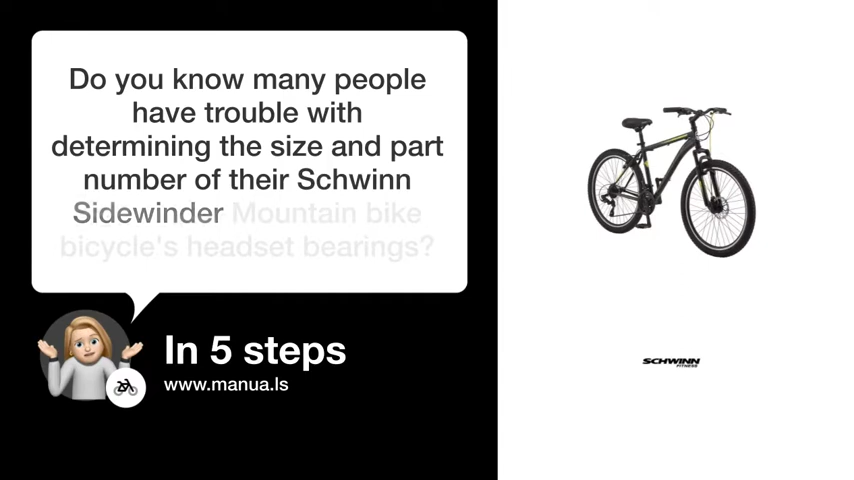 Do you know many people
have trouble with
determining the size and part
number of their Schwinn
Sidewinder Mountain bike
bicycle's headset bearings?
In 5 steps
www.manua.ls
SCHWINN
FITNESS